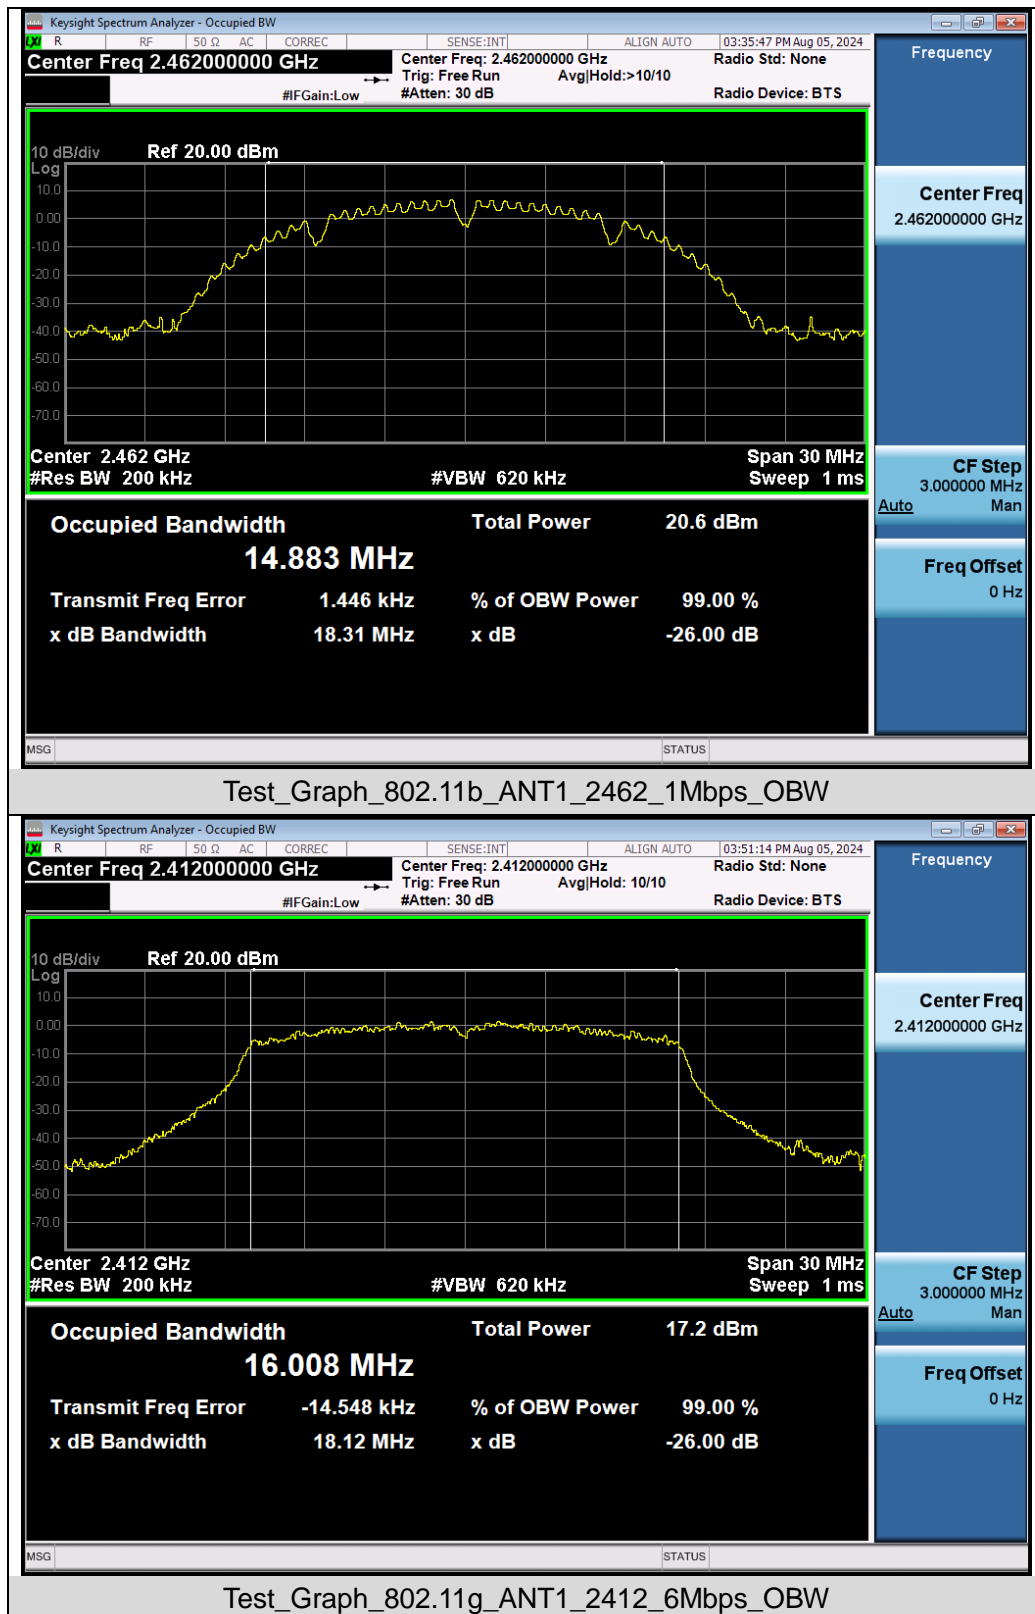 Keysight Spectrum Analyzer - Occupied BW
LXI R RF 50 Ω AC CORREC SENSE:INT ALIGN AUTO 03:35:47 PM Aug 05, 2024
Center Freq 2.462000000 GHz
Center Freq: 2.462000000 GHz
Radio Std: None
Trig: Free Run Avg|Hold:>10/10
#IFGain:Low
#Atten: 30 dB
Radio Device: BTS
Frequency
10 dB/div Ref 20.00 dBm
Log
10.0
0.00
-10.0
-20.0
-30.0
-40.0
-50.0
-60.0
-70.0
Center 2.462 GHz Span 30 MHz
#Res BW 200 kHz #VBW 620 kHz Sweep 1 ms
Center Freq
2.462000000 GHz
CF Step
3.000000 MHz
Auto Man
Freq Offset
0 Hz
Occupied Bandwidth Total Power 20.6 dBm
14.883 MHz
Transmit Freq Error 1.446 kHz % of OBW Power 99.00 %
x dB Bandwidth 18.31 MHz x dB -26.00 dB
MSG STATUS
Test_Graph_802.11b_ANT1_2462_1Mbps_OBW
Keysight Spectrum Analyzer - Occupied BW
LXI R RF 50 Ω AC CORREC SENSE:INT ALIGN AUTO 03:51:14 PM Aug 05, 2024
Center Freq 2.412000000 GHz
Center Freq: 2.412000000 GHz
Radio Std: None
Trig: Free Run Avg|Hold: 10/10
#IFGain:Low
#Atten: 30 dB
Radio Device: BTS
Frequency
10 dB/div Ref 20.00 dBm
Log
10.0
0.00
-10.0
-20.0
-30.0
-40.0
-50.0
-60.0
-70.0
Center 2.412 GHz Span 30 MHz
#Res BW 200 kHz #VBW 620 kHz Sweep 1 ms
Center Freq
2.412000000 GHz
CF Step
3.000000 MHz
Auto Man
Freq Offset
0 Hz
Occupied Bandwidth Total Power 17.2 dBm
16.008 MHz
Transmit Freq Error -14.548 kHz % of OBW Power 99.00 %
x dB Bandwidth 18.12 MHz x dB -26.00 dB
MSG STATUS
Test_Graph_802.11g_ANT1_2412_6Mbps_OBW